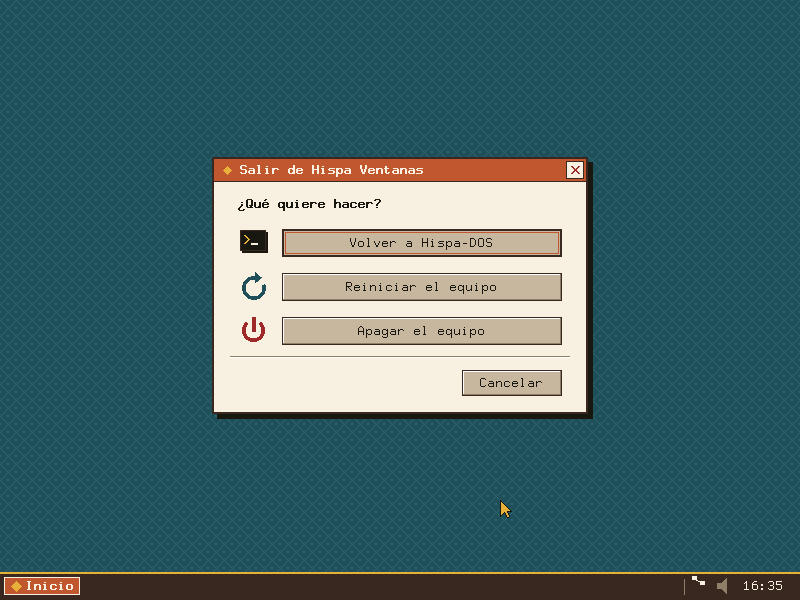 Salir de Hispa Ventanas
¿Qué quiere hacer?
Volver a Hispa-DOS
Reiniciar el equipo
Apagar el equipo
Cancelar
Inicio
16:35